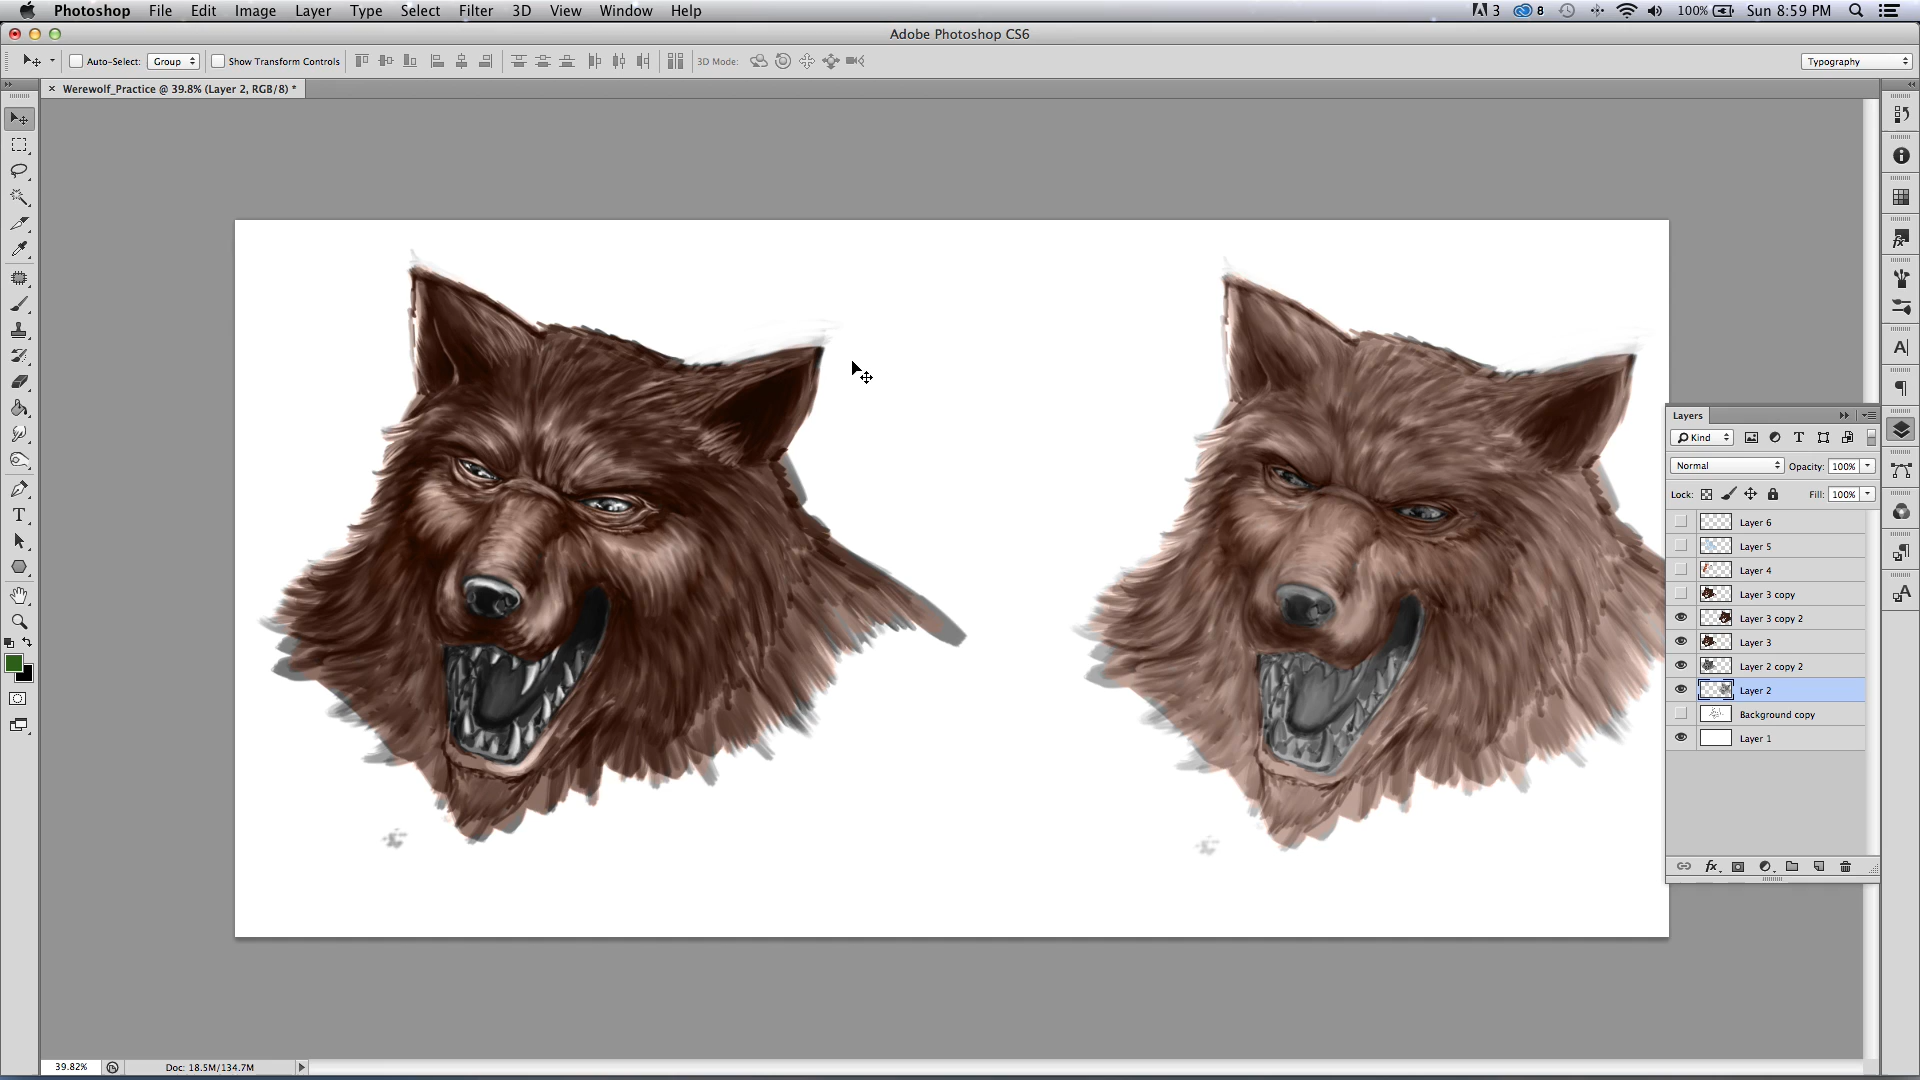 Photoshop File Edit Image Layer Type Select Filter 3D View Window Help 3 8 100% Sun 8:59 PM
Adobe Photoshop CS6
Auto-Select: Group Show Transform Controls 3D Mode: Typography
× Werewolf_Practice @ 39.8% (Layer 2, RGB/8) *
Layers
Kind
Normal Opacity: 100%
Lock: Fill: 100%
Layer 6
Layer 5
Layer 4
Layer 3 copy
Layer 3 copy 2
Layer 3
Layer 2 copy 2
Layer 2
Background copy
Layer 1
fx
39.82% Doc: 18.5M/134.7M